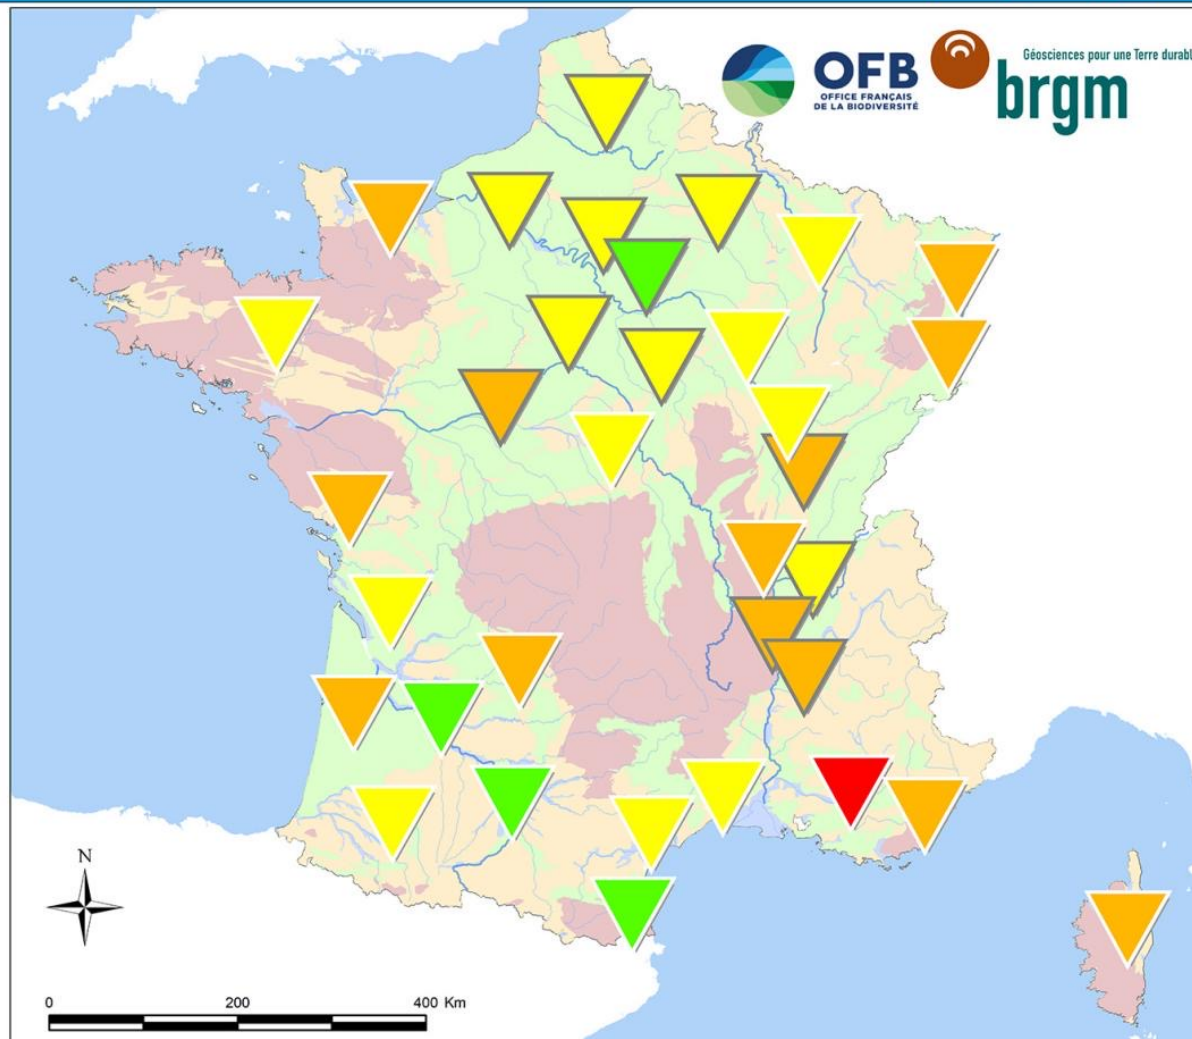 OFB
OFFICE FRANÇAIS
DE LA BIODIVERSITÉ
Géosciences pour une Terre durabl
brgm
N
0 200 400 Km